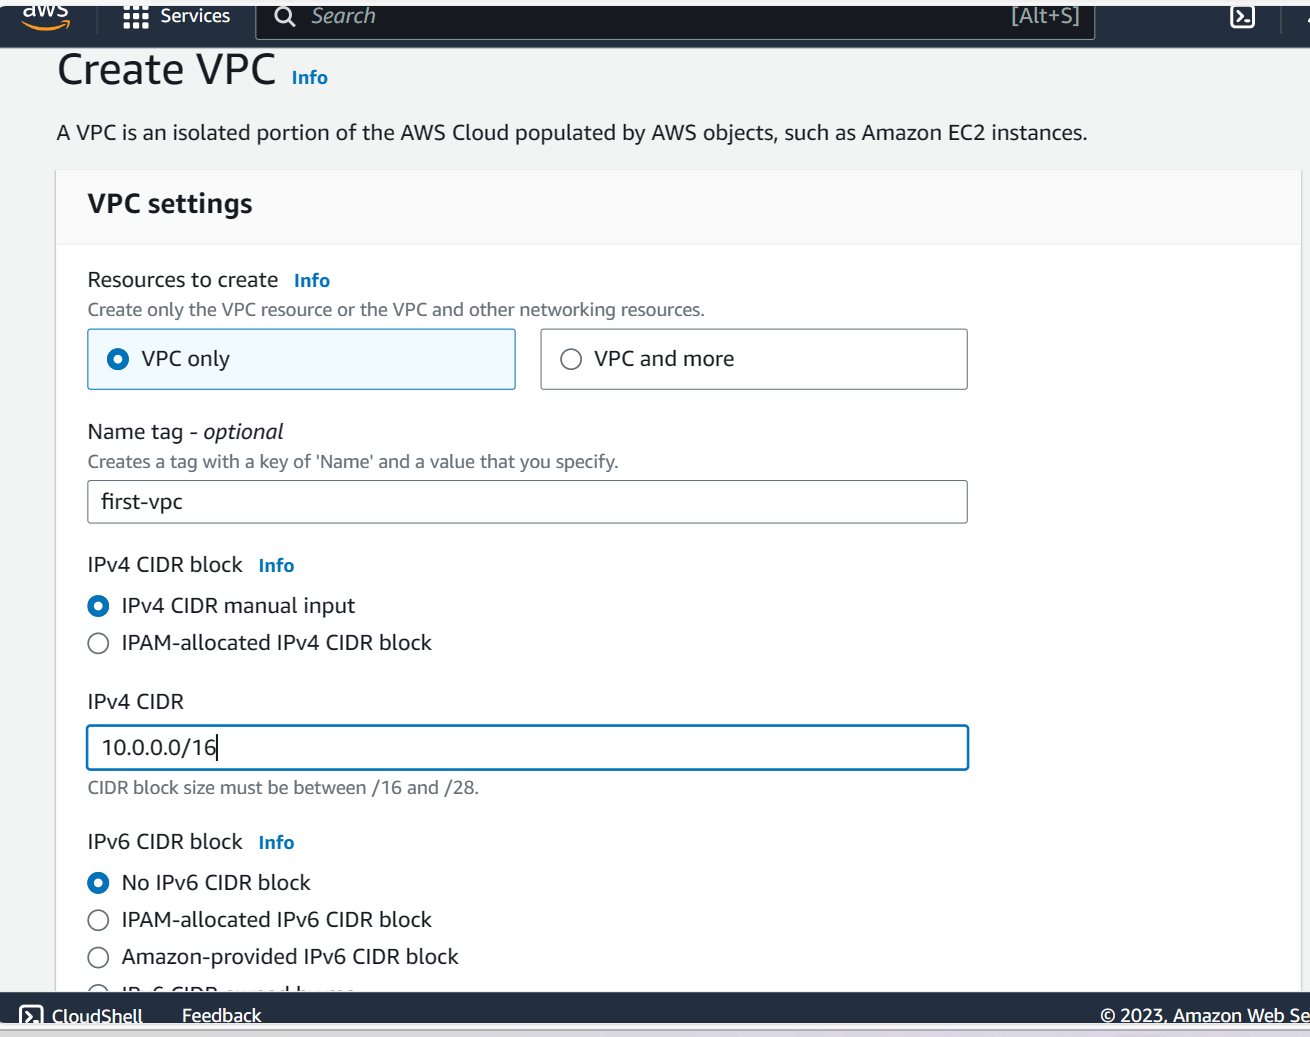 aws Services Search [Alt+S]
Create VPC Info
A VPC is an isolated portion of the AWS Cloud populated by AWS objects, such as Amazon EC2 instances.
VPC settings
Resources to create Info
Create only the VPC resource or the VPC and other networking resources.
VPC only VPC and more
Name tag - optional
Creates a tag with a key of 'Name' and a value that you specify.
first-vpc
IPv4 CIDR block Info
IPv4 CIDR manual input
IPAM-allocated IPv4 CIDR block
IPv4 CIDR
10.0.0.0/16
CIDR block size must be between /16 and /28.
IPv6 CIDR block Info
No IPv6 CIDR block
IPAM-allocated IPv6 CIDR block
Amazon-provided IPv6 CIDR block
IPv6 CIDR owned by me
CloudShell Feedback © 2023, Amazon Web Se